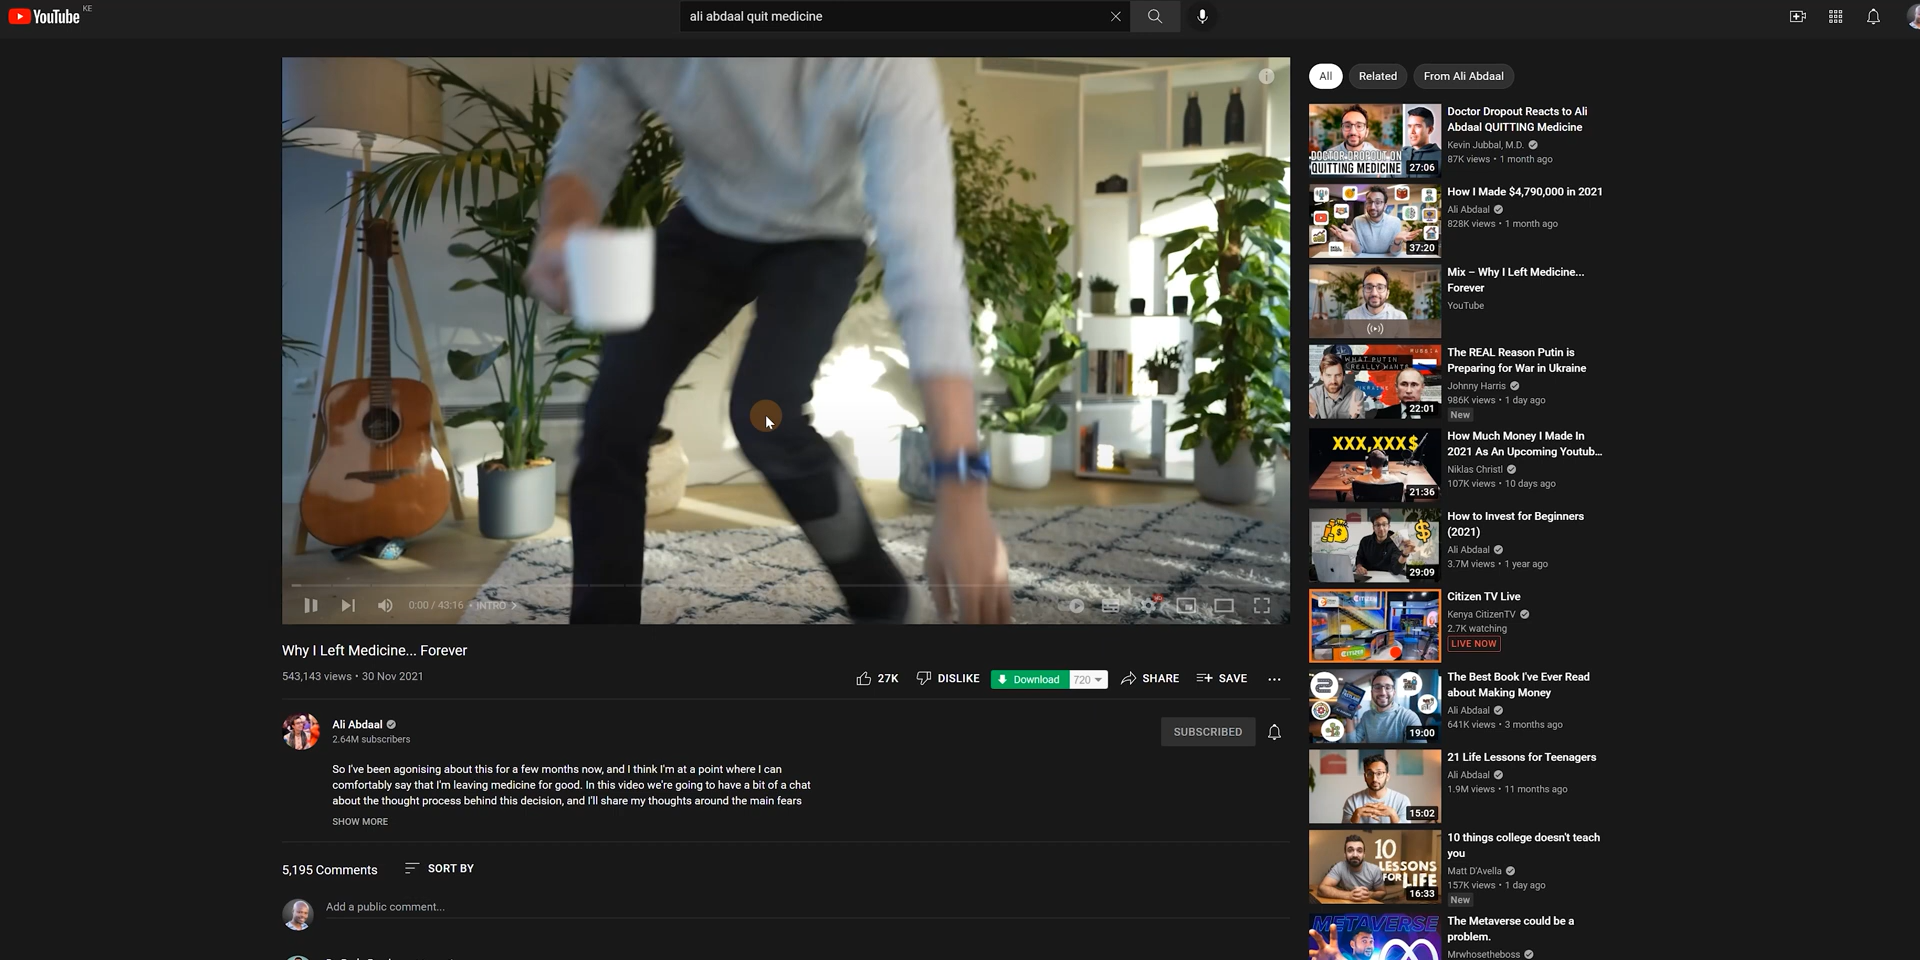 YouTube KE
ali abdaal quit medicine
0:00 / 43:16 • INTRO
Why I Left Medicine... Forever
543,143 views • 30 Nov 2021
27K
DISLIKE
Download
720
SHARE
SAVE
Ali Abdaal
2.64M subscribers
SUBSCRIBED
So I've been agonising about this for a few months now, and I think I'm at a point where I can
comfortably say that I'm leaving medicine for good. In this video we're going to have a bit of a chat
about the thought process behind this decision, and I'll share my thoughts around the main fears
SHOW MORE
5,195 Comments
SORT BY
Add a public comment...
All
Related
From Ali Abdaal
DOCTOR DROPOUT ON
QUITTING MEDICINE
27:06
Doctor Dropout Reacts to Ali
Abdaal QUITTING Medicine
Kevin Jubbal, M.D.
87K views • 1 month ago
37:20
How I Made $4,790,000 in 2021
Ali Abdaal
828K views • 1 month ago
Mix – Why I Left Medicine...
Forever
YouTube
RUSSIA
WHAT PUTIN
REALLY WANTS
UKRAINE
22:01
The REAL Reason Putin is
Preparing for War in Ukraine
Johnny Harris
986K views • 1 day ago
New
XXX,XXX$
21:36
How Much Money I Made In
2021 As An Upcoming Youtub...
Niklas Christl
107K views • 10 days ago
29:09
How to Invest for Beginners
(2021)
Ali Abdaal
3.7M views • 1 year ago
CITIZEN
Citizen TV Live
Kenya CitizenTV
2.7K watching
LIVE NOW
19:00
The Best Book I've Ever Read
about Making Money
Ali Abdaal
641K views • 3 months ago
15:02
21 Life Lessons for Teenagers
Ali Abdaal
1.9M views • 11 months ago
10
LESSONS
FOR LIFE
16:33
10 things college doesn't teach
you
Matt D'Avella
157K views • 1 day ago
New
METAVERSE
The Metaverse could be a
problem.
Mrwhosetheboss